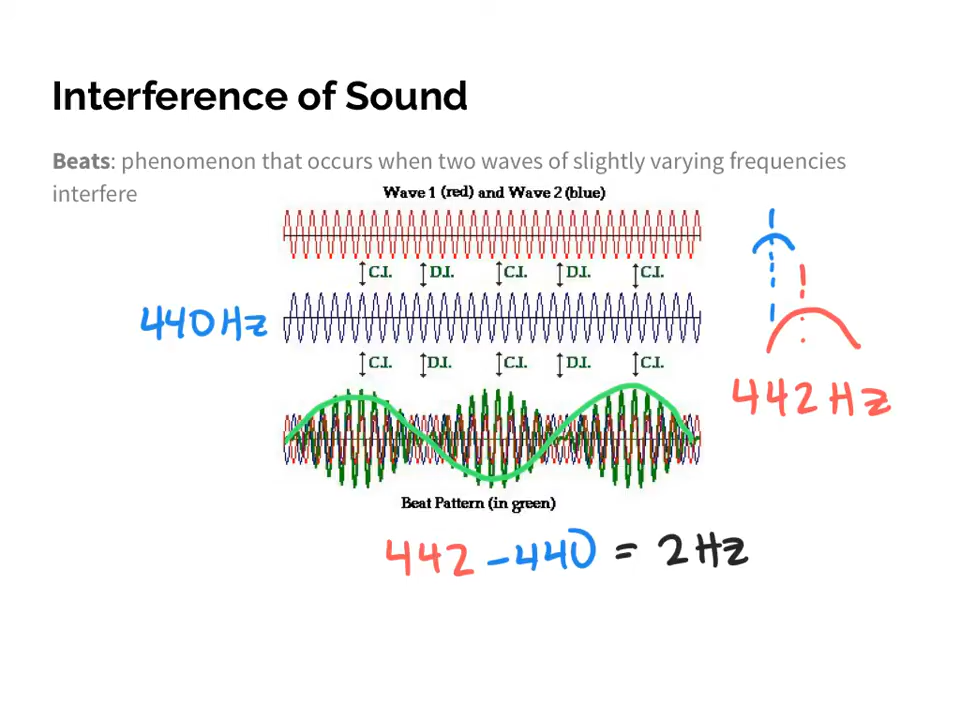 Interference of Sound
Beats: phenomenon that occurs when two waves of slightly varying frequencies
interfere
Wave 1 (red) and Wave 2 (blue)
C.I. D.I. C.I. D.I. C.I.
440Hz
C.I. D.I. C.I. D.I. C.I.
442Hz
Beat Pattern (in green)
442 - 440 = 2Hz